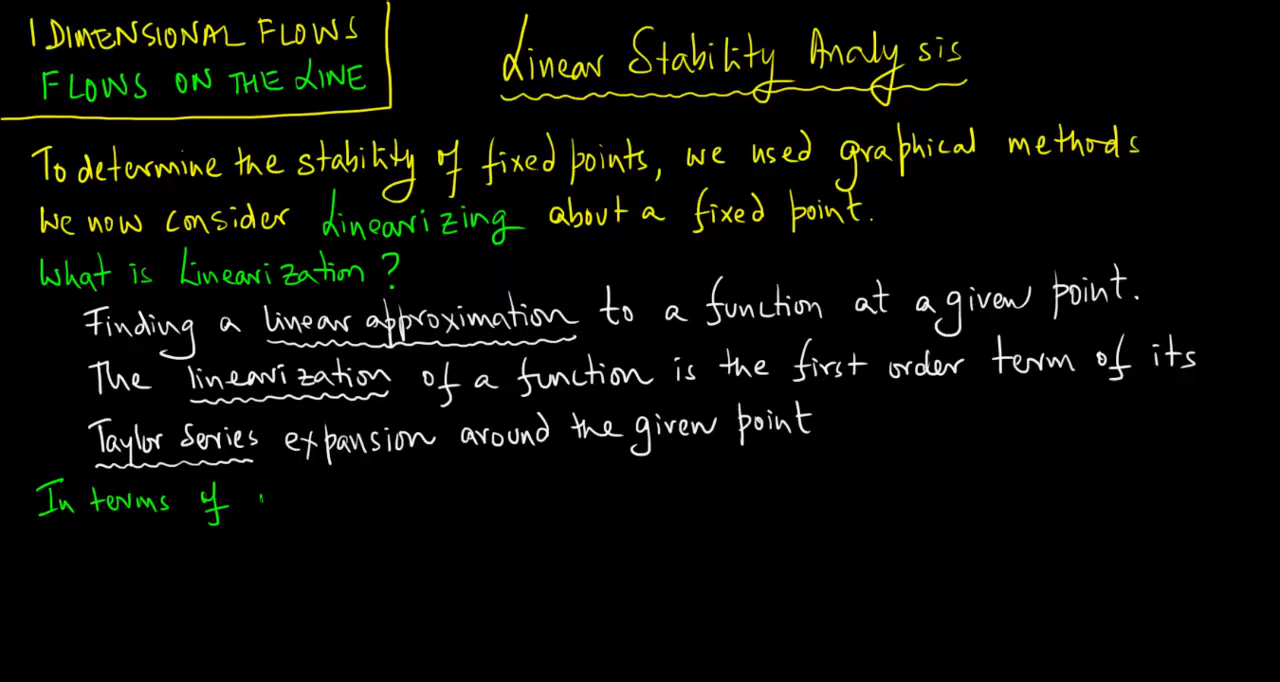 1 DIMENSIONAL FLOWS
FLOWS ON THE LINE
Linear Stability Analysis
To determine the stability of fixed points, we used graphical methods
We now consider Linearizing about a fixed point.
What is Linearization?
Finding a linear approximation to a function at a given point.
The linearization of a function is the first order term of its
Taylor Series expansion around the given point
In terms of